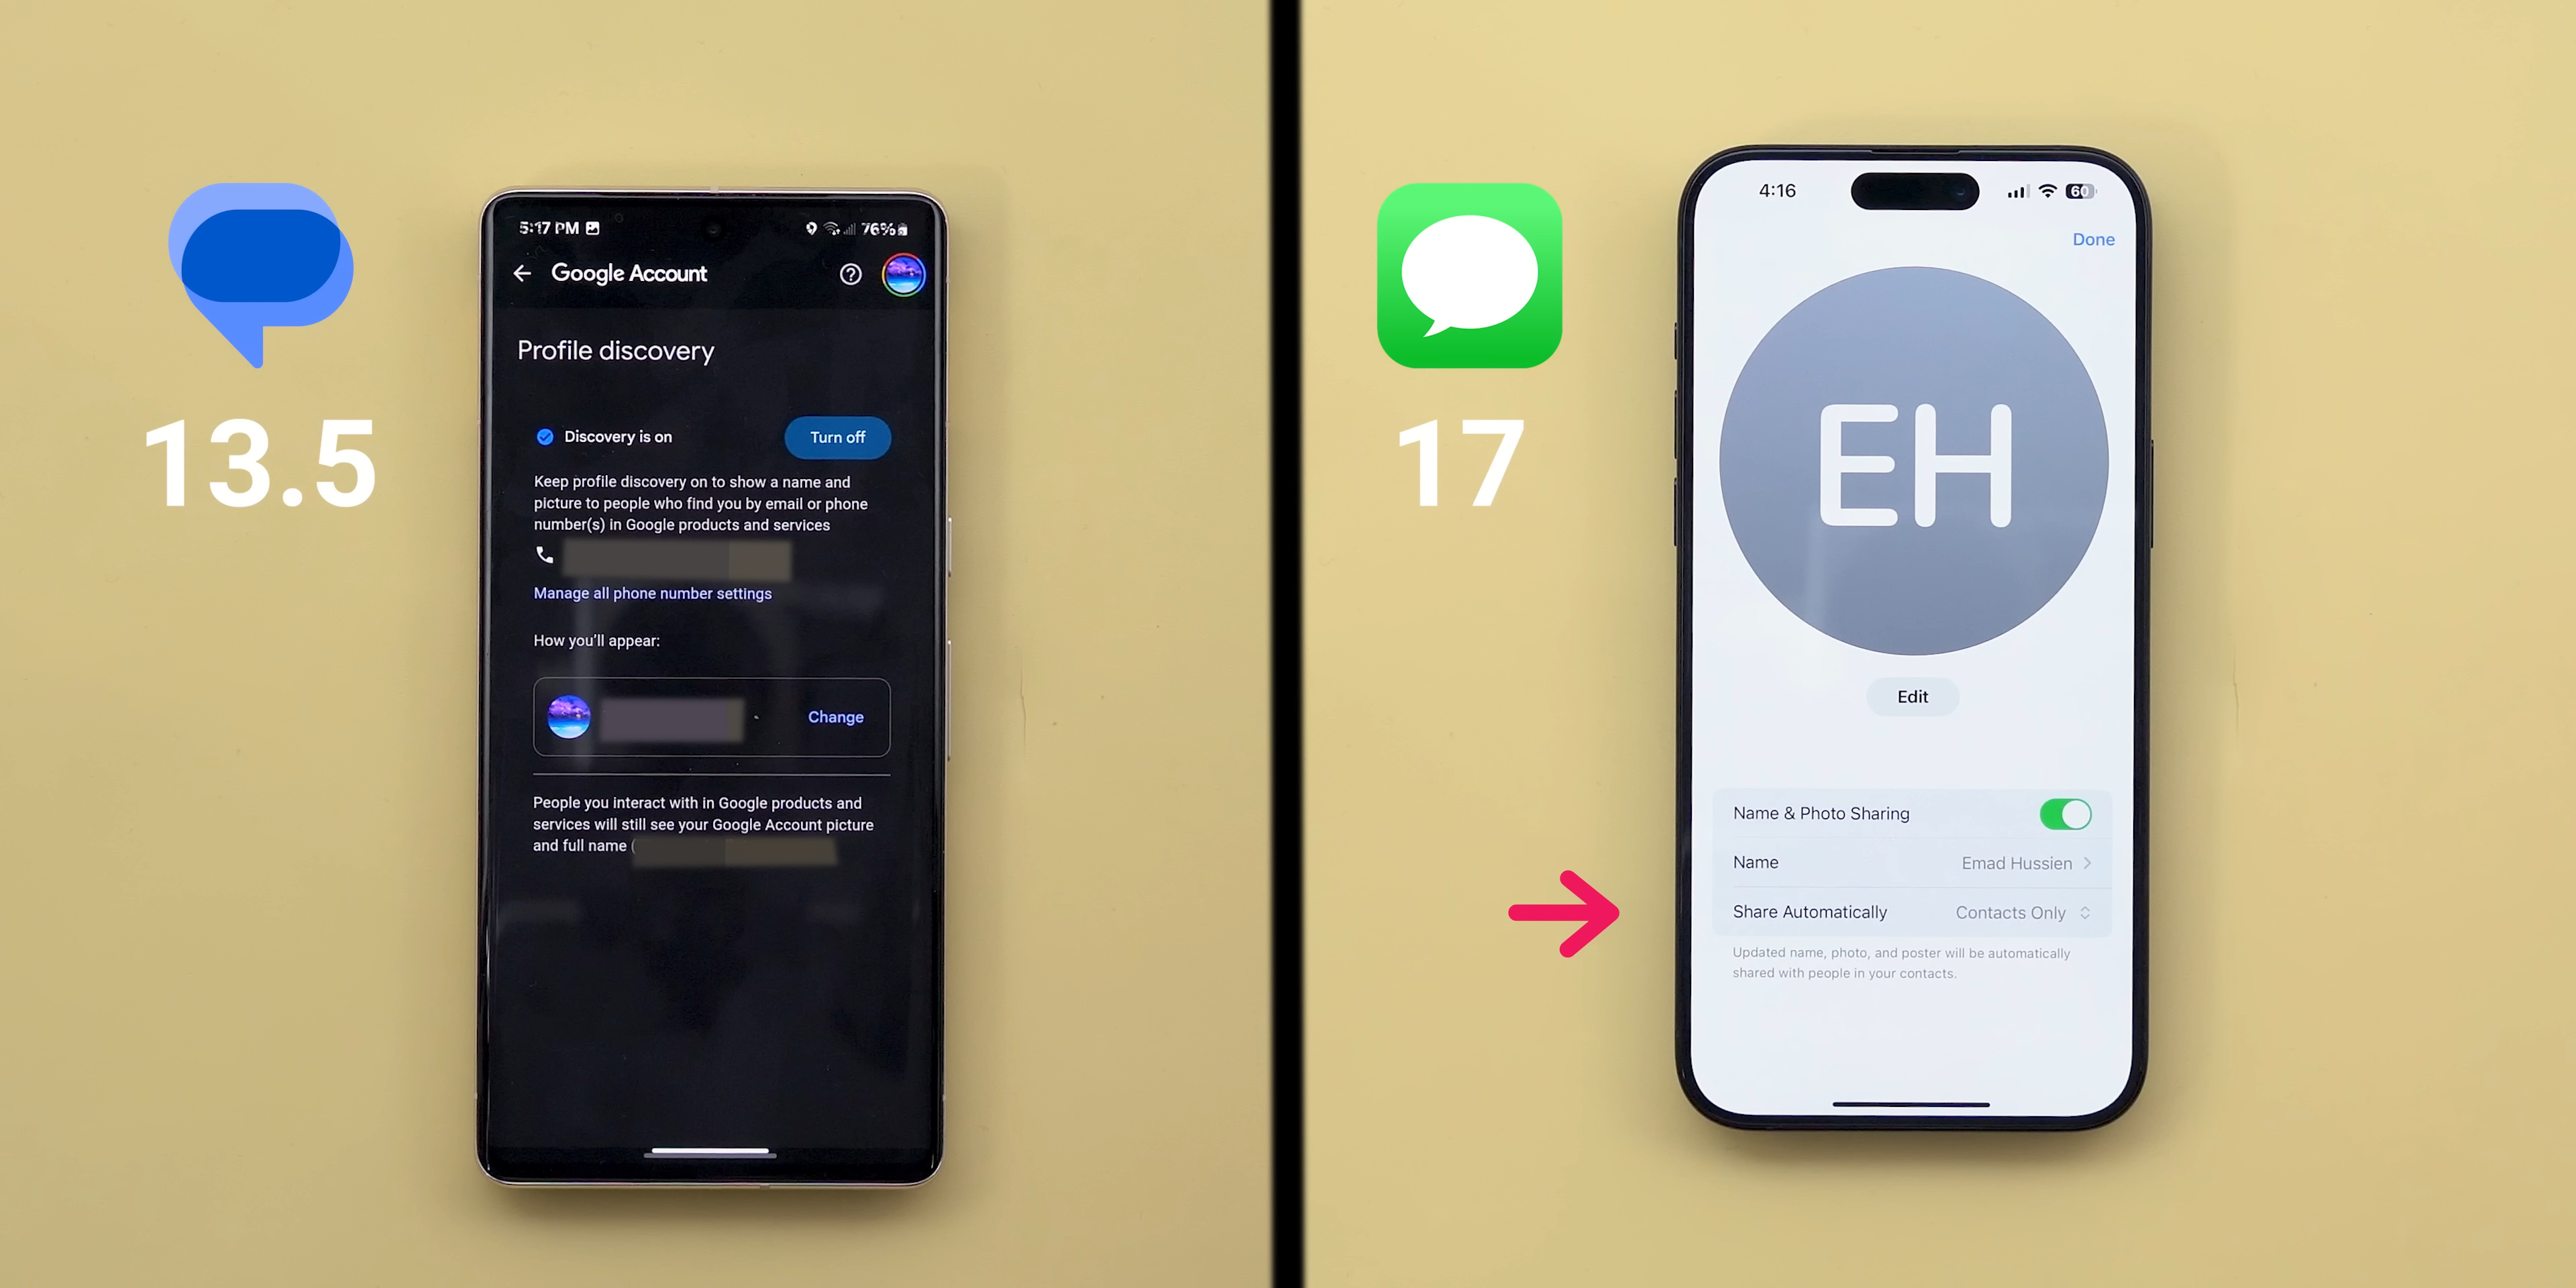 13.5
5:17 PM
76%
Google Account
Profile discovery
Discovery is on
Turn off
Keep profile discovery on to show a name and
picture to people who find you by email or phone
number(s) in Google products and services
Manage all phone number settings
How you'll appear:
Change
People you interact with in Google products and
services will still see your Google Account picture
and full name (
17
4:16
60
Done
EH
Edit
Name & Photo Sharing
Name
Emad Hussien
Share Automatically
Contacts Only
Updated name, photo, and poster will be automatically
shared with people in your contacts.